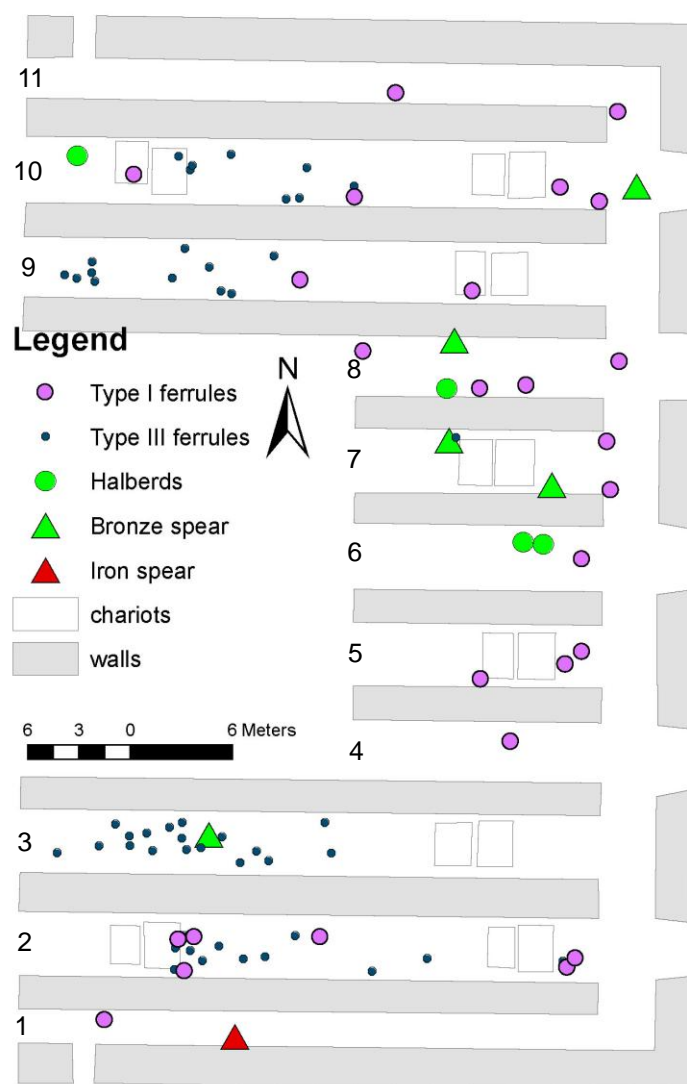 11
10
9
Legend
N
8
Type I ferrules
Type III ferrules
7
Halberds
Bronze spear
6
Iron spear
chariots
5
walls
6 3 0 6 Meters
4
3
2
1